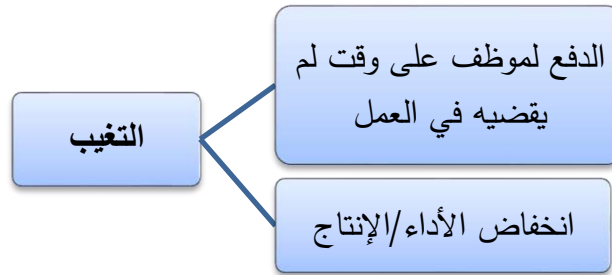 التغيب
الدفع لموظف على وقت لم
يقضيه في العمل
انخفاض الأداء/الإنتاج